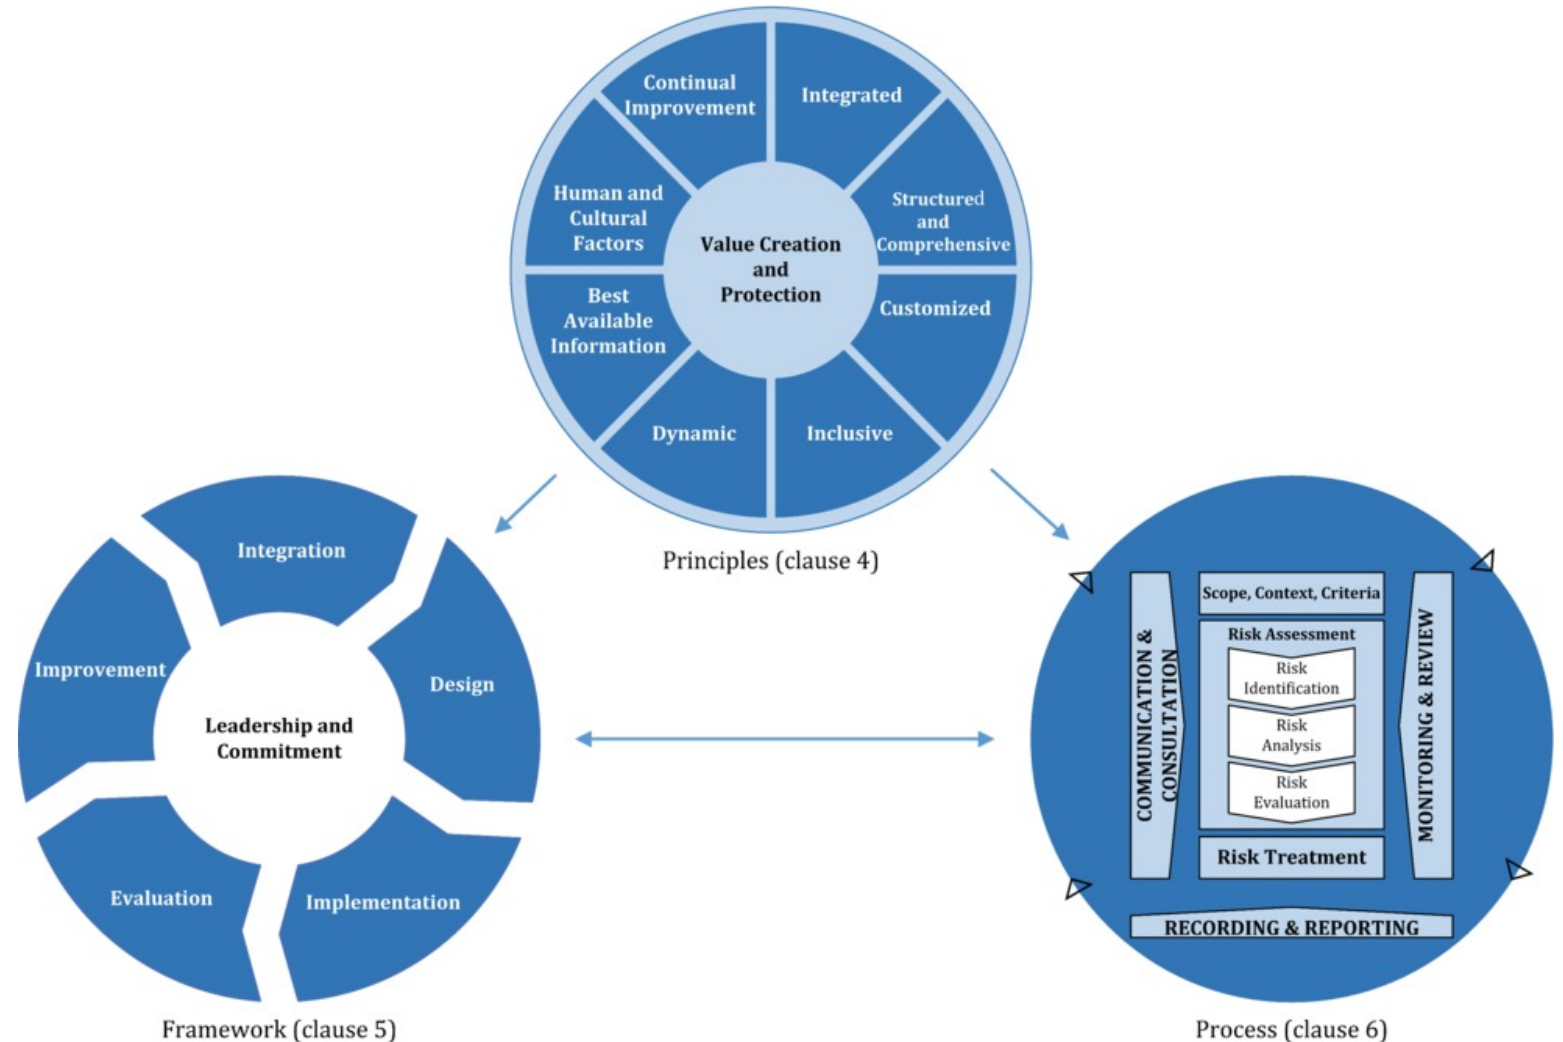 Continual
Improvement
Integrated
Human and
Cultural
Factors
Structured
and
Comprehensive
Value Creation
and
Protection
Best
Available
Information
Customized
Dynamic
Inclusive
Principles (clause 4)
Integration
Improvement
Design
Leadership and
Commitment
Evaluation
Implementation
Framework (clause 5)
Scope, Context, Criteria
COMMUNICATION &
CONSULTATION
Risk Assessment
Risk
Identification
Risk
Analysis
Risk
Evaluation
MONITORING & REVIEW
Risk Treatment
RECORDING & REPORTING
Process (clause 6)